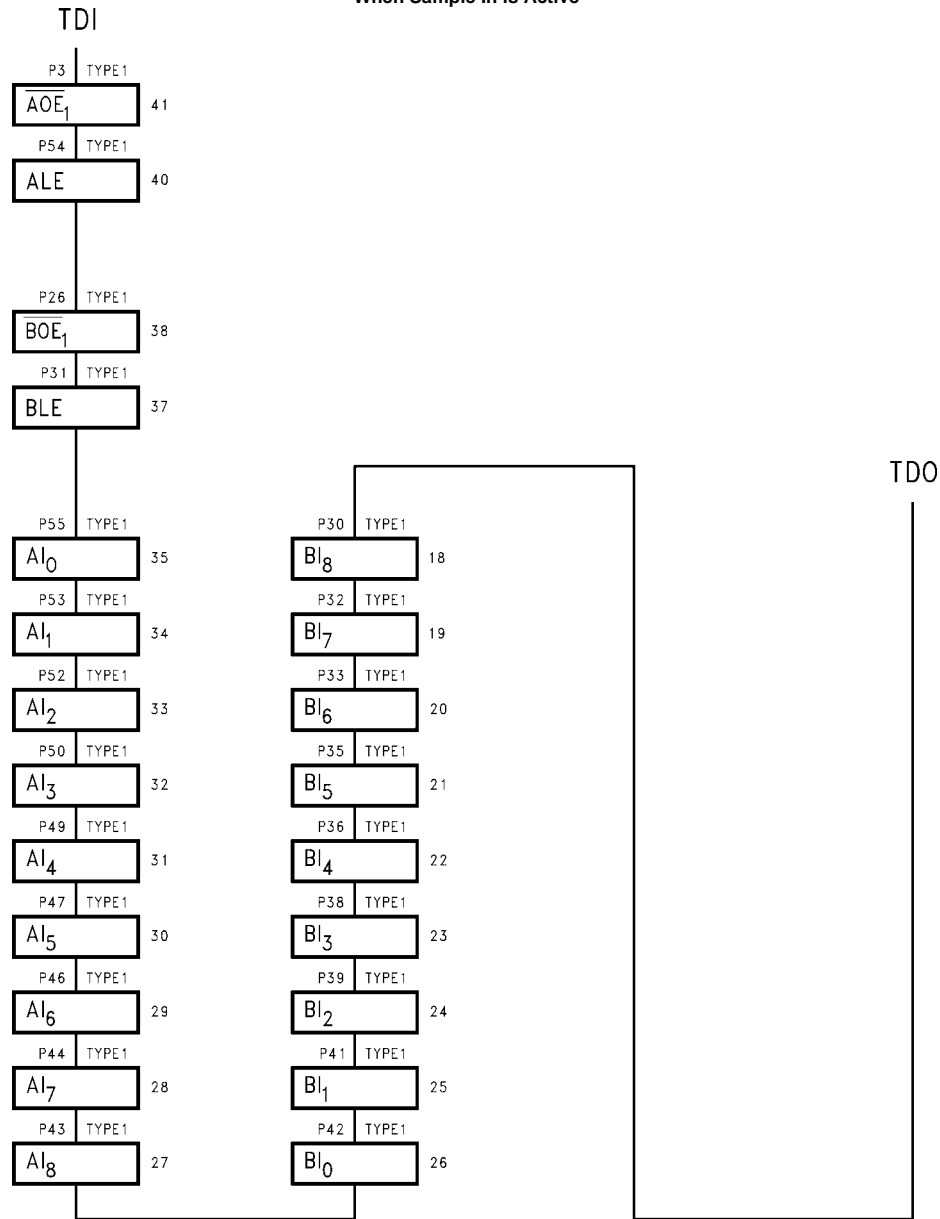 When Sample In Is Active
TDI
P3 TYPE1
AOE1 41
P54 TYPE1
ALE 40
P26 TYPE1
BOE1 38
P31 TYPE1
BLE 37
TDO
P55 TYPE1
AI0 35
P53 TYPE1
AI1 34
P52 TYPE1
AI2 33
P50 TYPE1
AI3 32
P49 TYPE1
AI4 31
P47 TYPE1
AI5 30
P46 TYPE1
AI6 29
P44 TYPE1
AI7 28
P43 TYPE1
AI8 27
P30 TYPE1
BI8 18
P32 TYPE1
BI7 19
P33 TYPE1
BI6 20
P35 TYPE1
BI5 21
P36 TYPE1
BI4 22
P38 TYPE1
BI3 23
P39 TYPE1
BI2 24
P41 TYPE1
BI1 25
P42 TYPE1
BI0 26